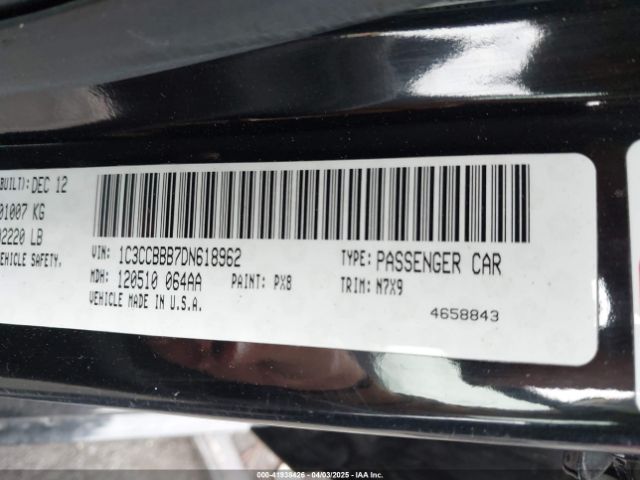 BUILT): DEC 12
01007 KG
02220 LB
VEHICLE SAFETY.
VIN: 1C3CCBBB7DN618962
TYPE: PASSENGER CAR
MDH: 120510 064AA
PAINT: PX8
TRIM: N7X9
VEHICLE MADE IN U.S.A.
4658843
000-41938426 - 04/03/2025 - IAA Inc.